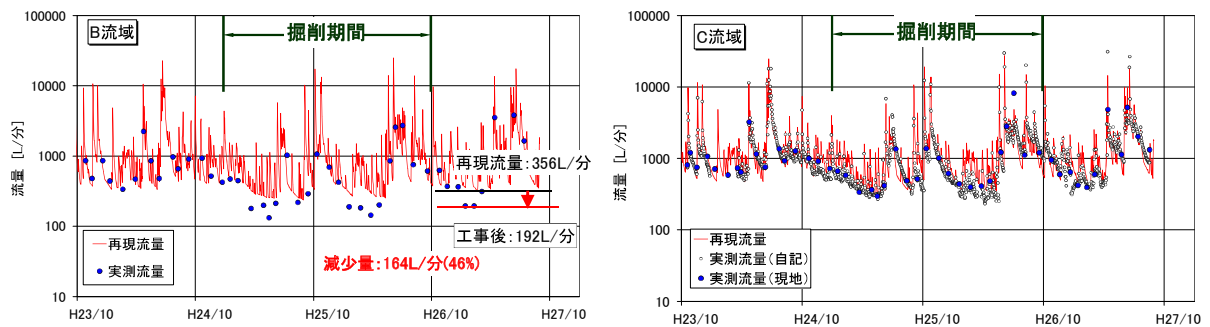 B流域
掘削期間
流量 [L/分]
100000
10000
1000
100
10
再現流量:356L/分
工事後:192L/分
減少量:164L/分(46%)
再現流量
実測流量
H23/10
H24/10
H25/10
H26/10
H27/10
C流域
掘削期間
流量 [L/分]
100000
10000
1000
100
10
再現流量
実測流量(自記)
実測流量(現地)
H23/10
H24/10
H25/10
H26/10
H27/10